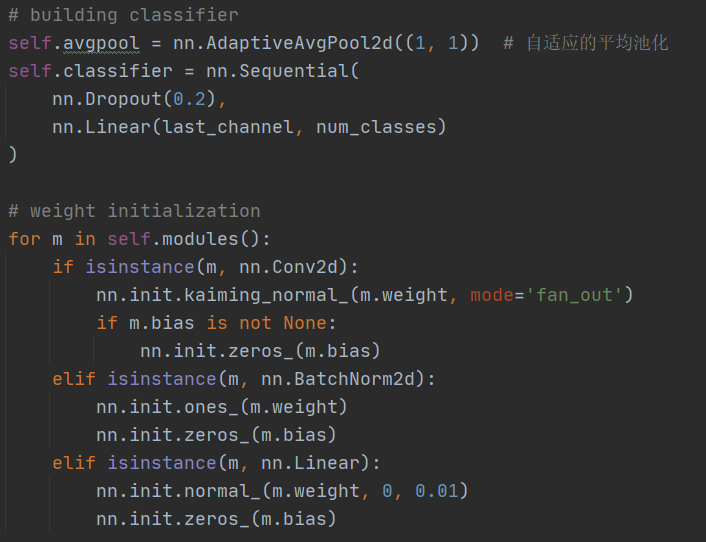 # building classifier
self.avgpool = nn.AdaptiveAvgPool2d((1, 1))  # 自适应的平均池化
self.classifier = nn.Sequential(
    nn.Dropout(0.2),
    nn.Linear(last_channel, num_classes)
)

# weight initialization
for m in self.modules():
    if isinstance(m, nn.Conv2d):
        nn.init.kaiming_normal_(m.weight, mode='fan_out')
        if m.bias is not None:
            nn.init.zeros_(m.bias)
    elif isinstance(m, nn.BatchNorm2d):
        nn.init.ones_(m.weight)
        nn.init.zeros_(m.bias)
    elif isinstance(m, nn.Linear):
        nn.init.normal_(m.weight, 0, 0.01)
        nn.init.zeros_(m.bias)